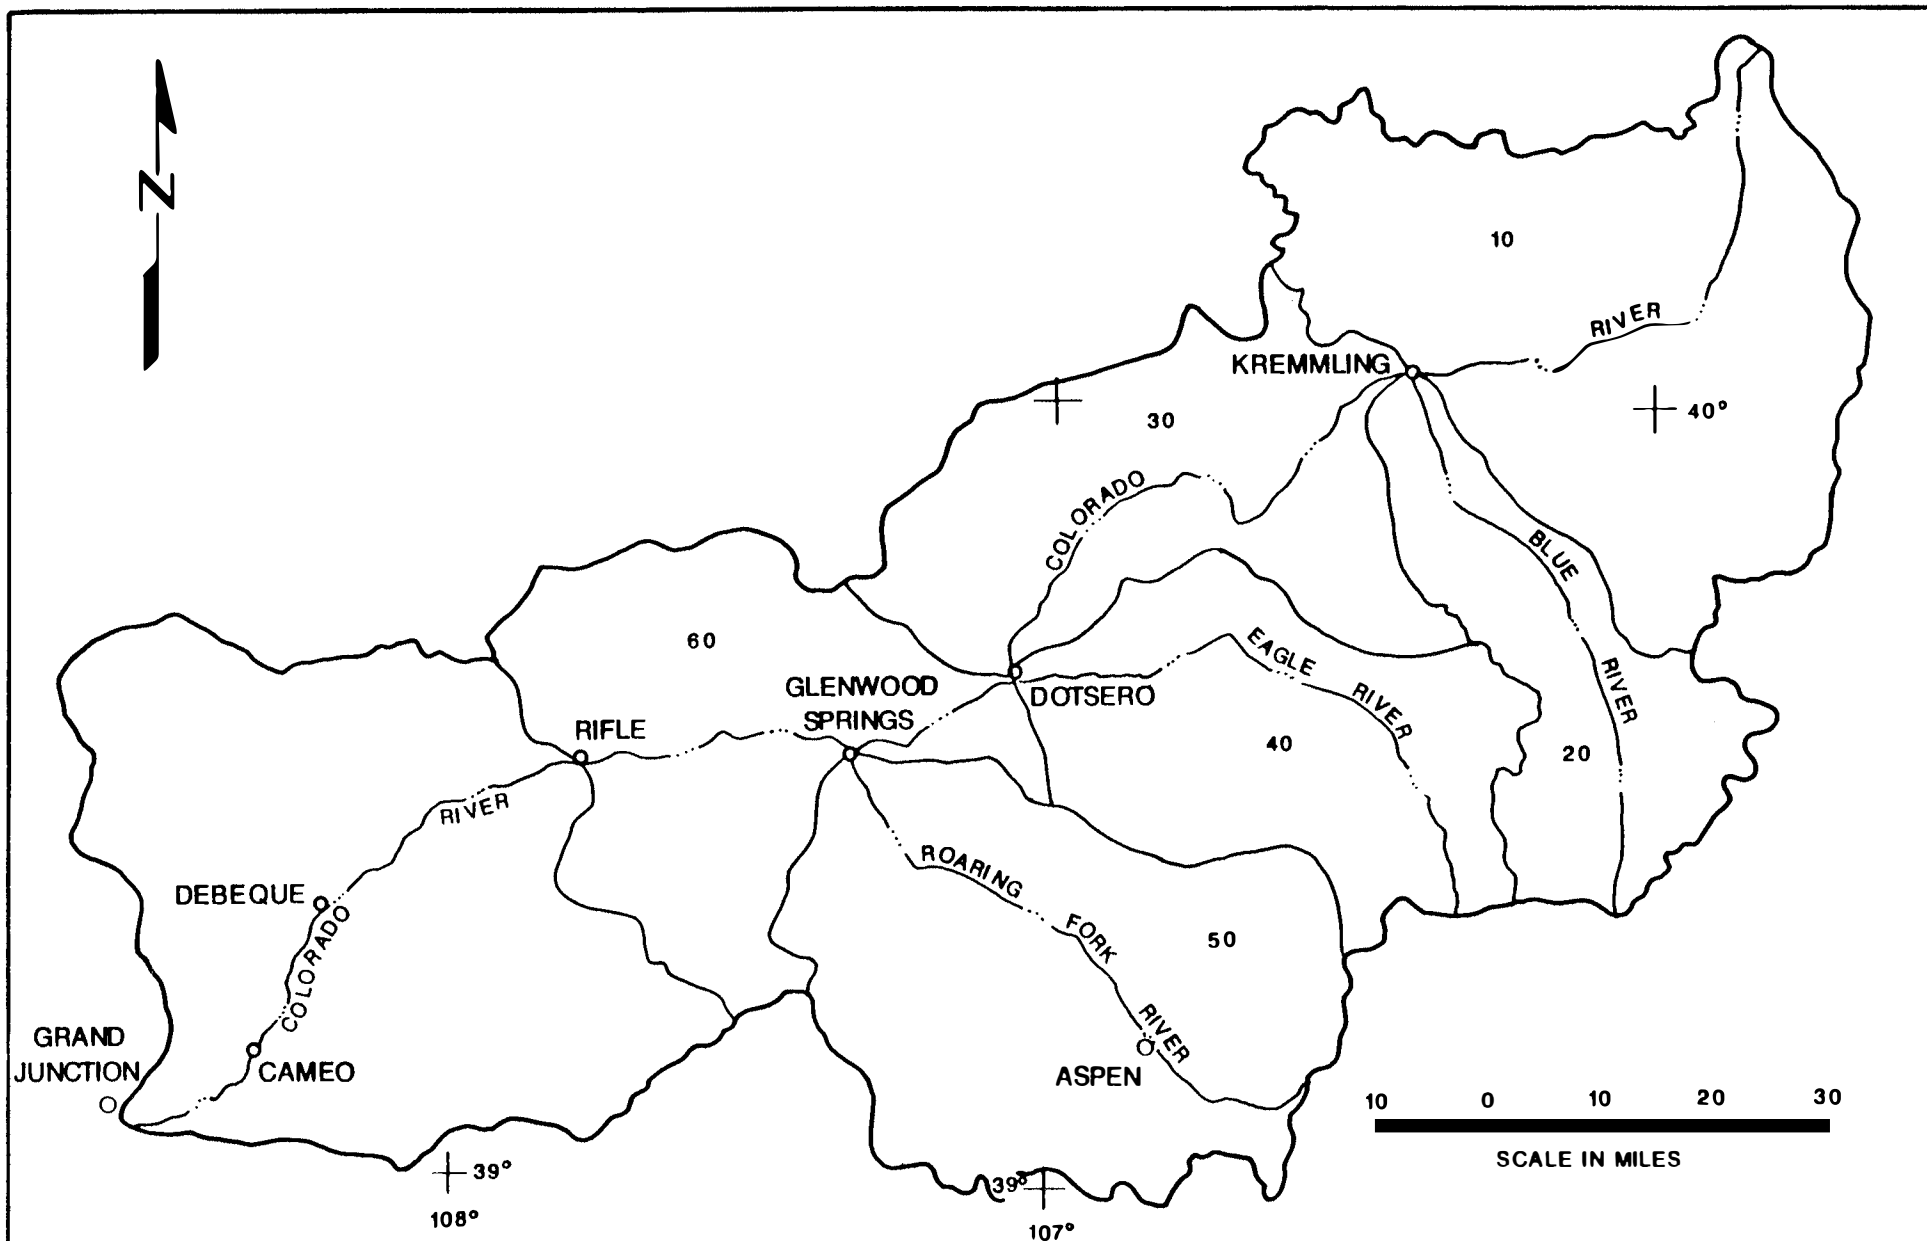 N
10
RIVER
KREMMLING
40°
30
COLORADO
BLUE
RIVER
60
EAGLE
RIVER
GLENWOOD
SPRINGS
DOTSERO
RIFLE
40
20
RIVER
ROARING
FORK
RIVER
DEBEQUE
COLORADO
50
GRAND
JUNCTION
CAMEO
ASPEN
10 0 10 20 30
SCALE IN MILES
39°
108°
39°
107°